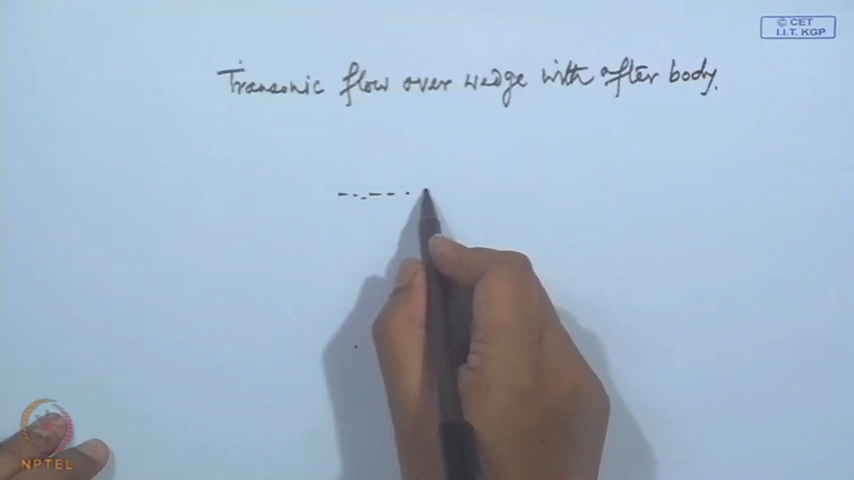 © CET
I.I.T. KGP
Transonic flow over wedge with after body.
NPTEL